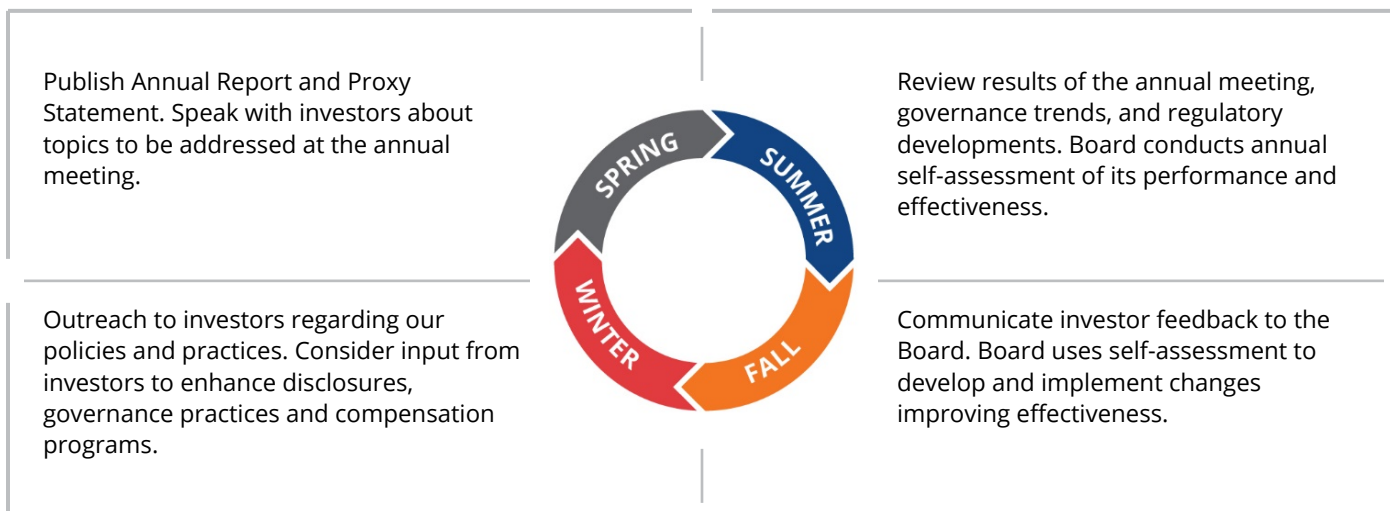 Publish Annual Report and Proxy
Statement. Speak with investors about
topics to be addressed at the annual
meeting.
SPRING
SUMMER
Review results of the annual meeting,
governance trends, and regulatory
developments. Board conducts annual
self-assessment of its performance and
effectiveness.
Outreach to investors regarding our
policies and practices. Consider input from
investors to enhance disclosures,
governance practices and compensation
programs.
WINTER
FALL
Communicate investor feedback to the
Board. Board uses self-assessment to
develop and implement changes
improving effectiveness.